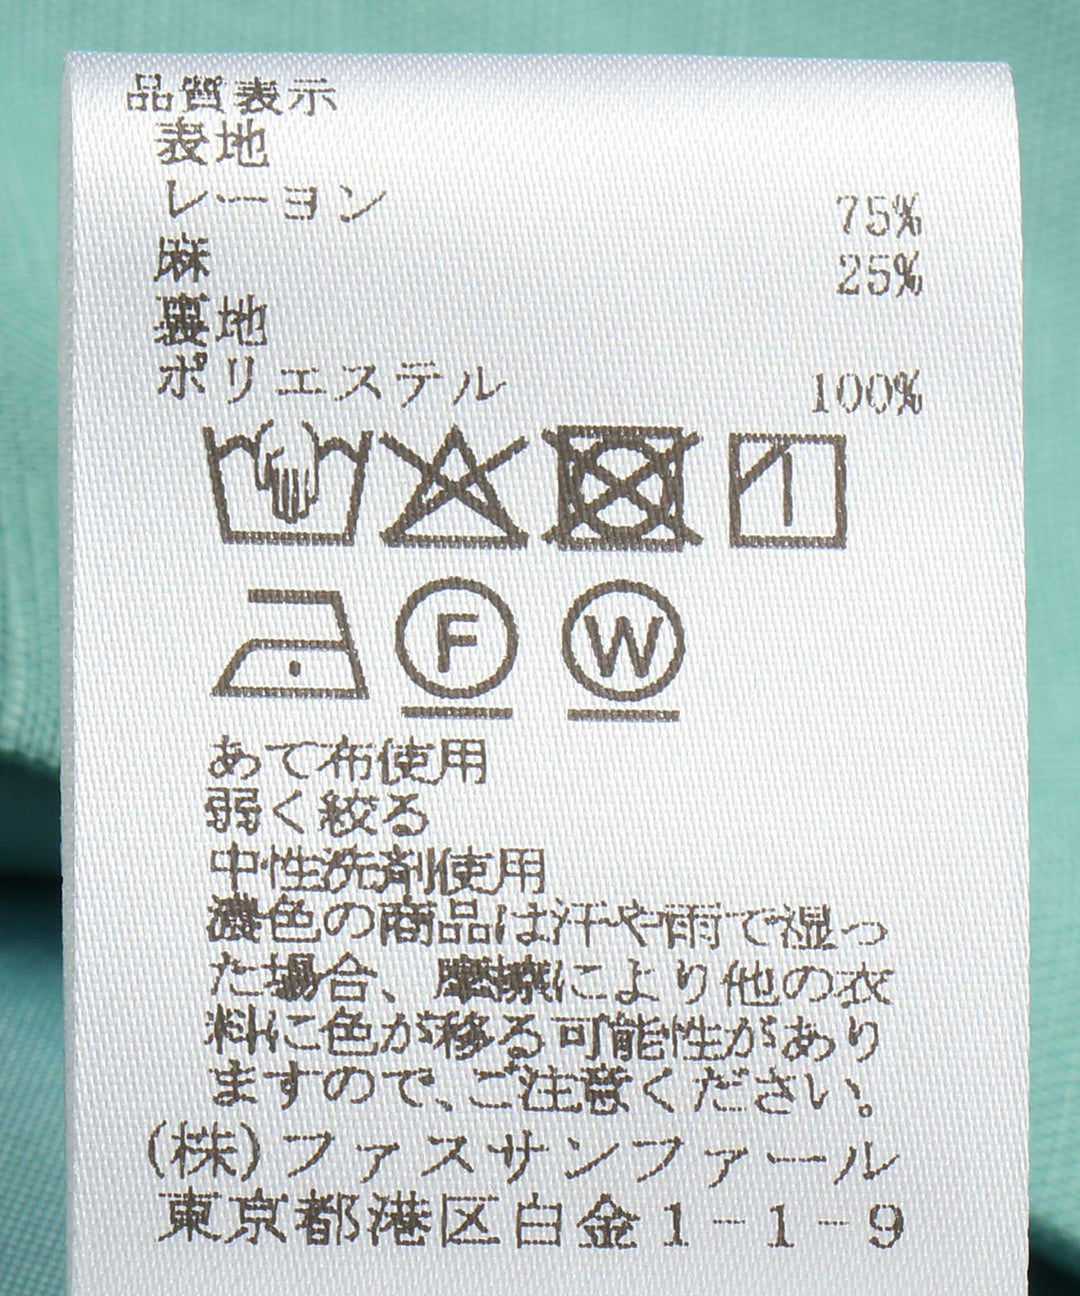 品質表示
表地
レーヨン 75%
麻 25%
裏地
ポリエステル 100%
F W
あて布使用
弱く絞る
中性洗剤使用
濃色の商品は汗や雨で湿っ
た場合、摩擦により他の衣
料に色が移る可能性があり
ますので、ご注意ください。
(株)ファスサンファール
東京都港区白金1-1-9